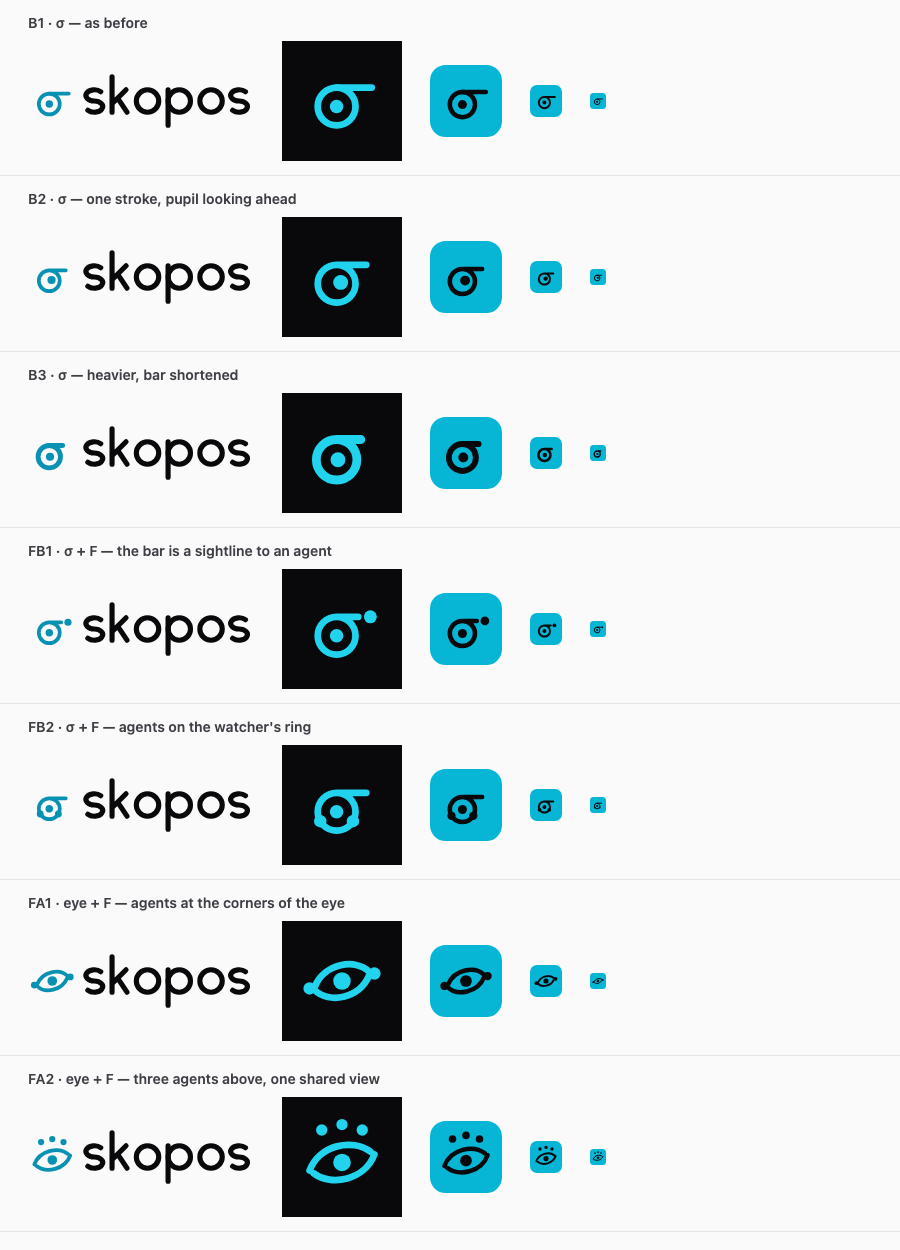 B1 · σ — as before
skopos
B2 · σ — one stroke, pupil looking ahead
skopos
B3 · σ — heavier, bar shortened
skopos
FB1 · σ + F — the bar is a sightline to an agent
skopos
FB2 · σ + F — agents on the watcher's ring
skopos
FA1 · eye + F — agents at the corners of the eye
skopos
FA2 · eye + F — three agents above, one shared view
skopos